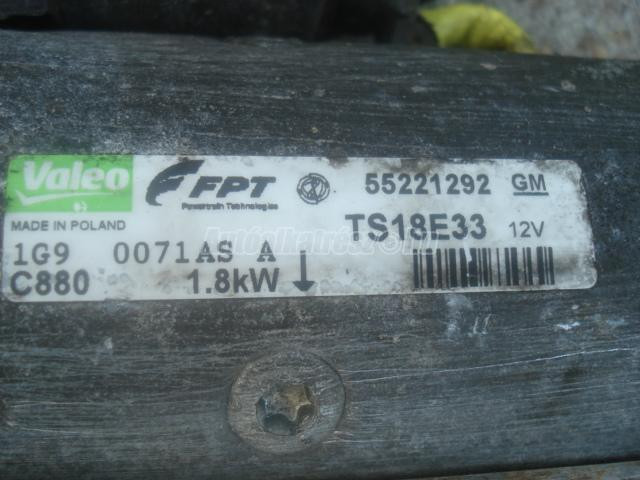 Valeo FPT 55221292 GM
Powertrain Technologies
MADE IN POLAND TS18E33 12V
1G9 0071AS A
C880 1.8kW